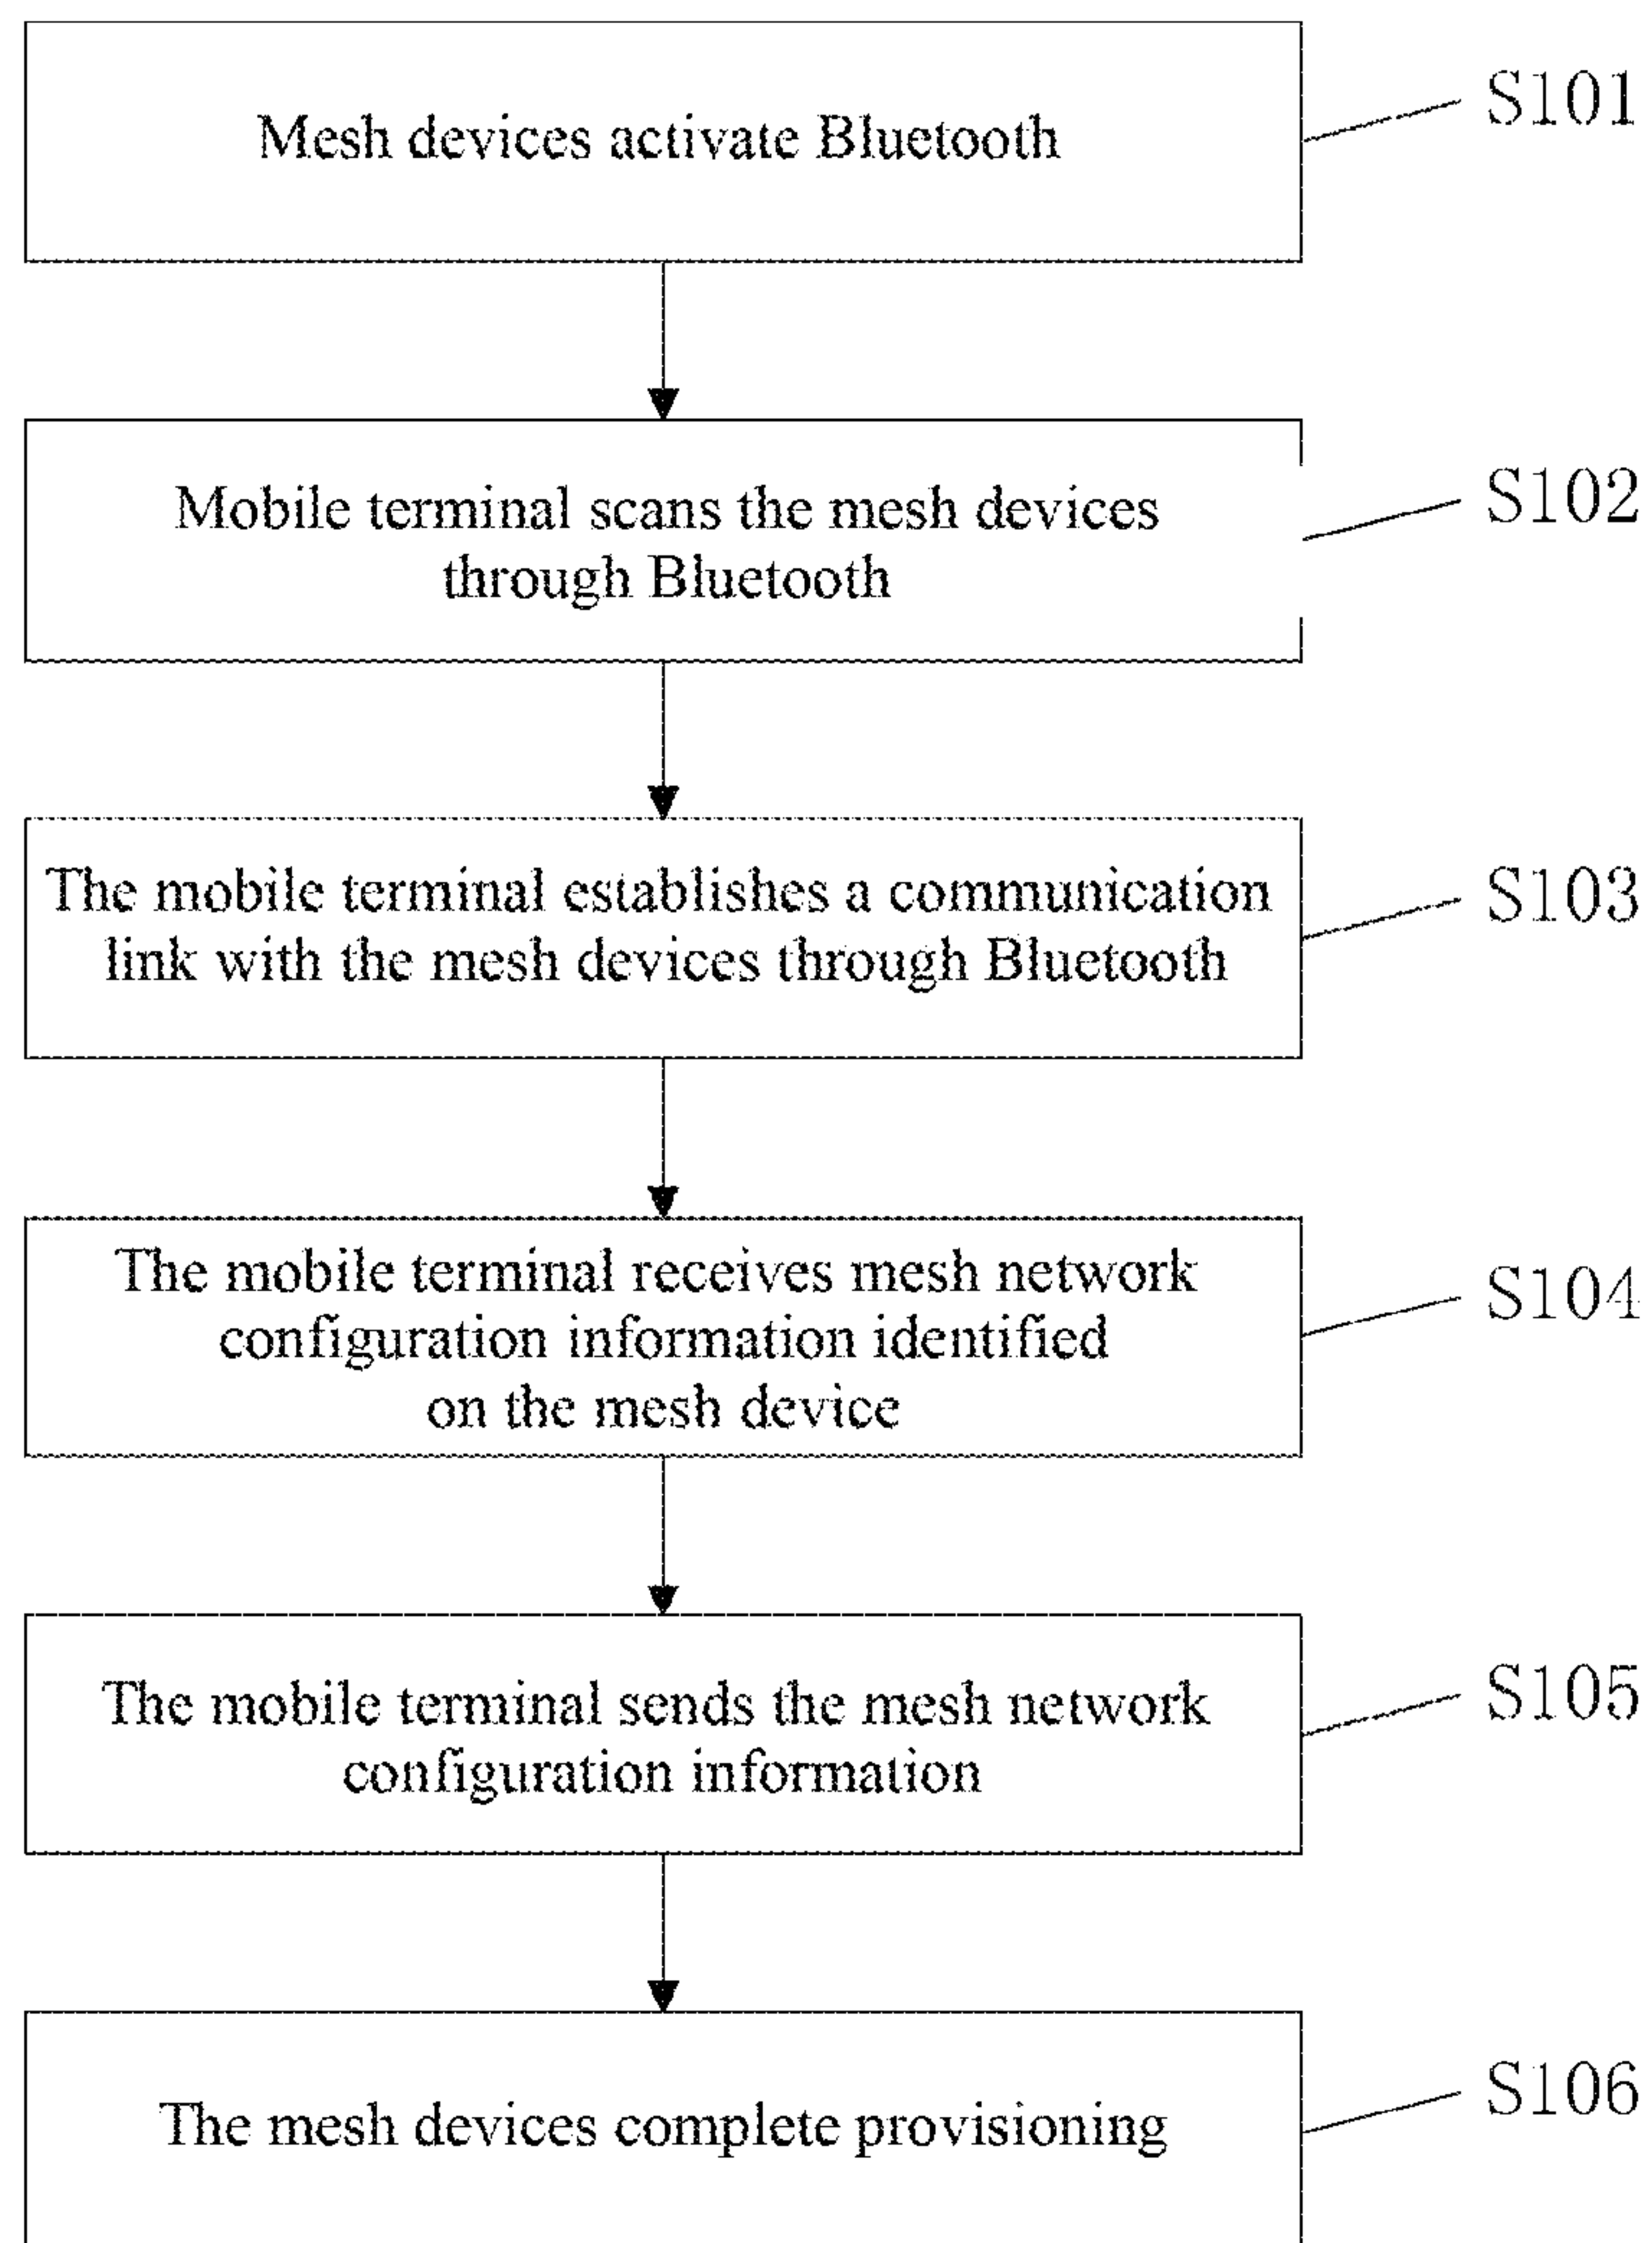 Mesh devices activate Bluetooth
S101
Mobile terminal scans the mesh devices
through Bluetooth
S102
The mobile terminal establishes a communication
link with the mesh devices through Bluetooth
S103
The mobile terminal receives mesh network
configuration information identified
on the mesh device
S104
The mobile terminal sends the mesh network
configuration information
S105
The mesh devices complete provisioning
S106